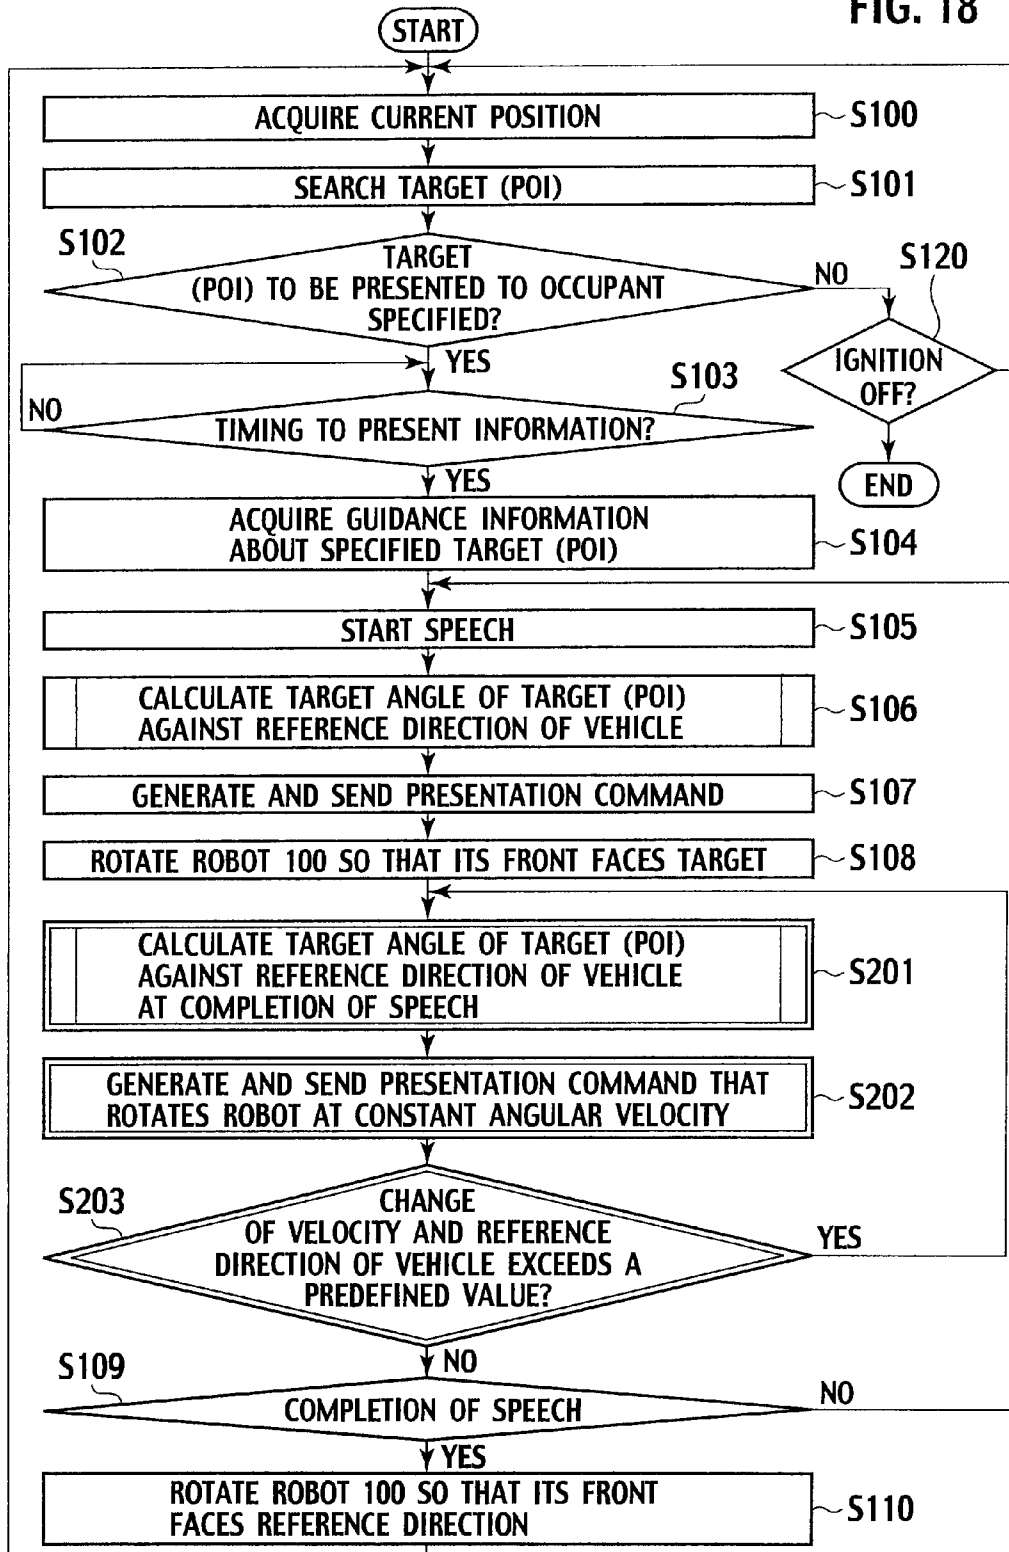 FIG. 18
START
ACQUIRE CURRENT POSITION
S100
SEARCH TARGET (POI)
S101
S102
TARGET
(POI) TO BE PRESENTED TO OCCUPANT
SPECIFIED?
NO
S120
YES
IGNITION
OFF?
S103
NO
TIMING TO PRESENT INFORMATION?
YES
END
ACQUIRE GUIDANCE INFORMATION
ABOUT SPECIFIED TARGET (POI)
S104
START SPEECH
S105
CALCULATE TARGET ANGLE OF TARGET (POI)
AGAINST REFERENCE DIRECTION OF VEHICLE
S106
GENERATE AND SEND PRESENTATION COMMAND
S107
ROTATE ROBOT 100 SO THAT ITS FRONT FACES TARGET
S108
CALCULATE TARGET ANGLE OF TARGET (POI)
AGAINST REFERENCE DIRECTION OF VEHICLE
AT COMPLETION OF SPEECH
S201
GENERATE AND SEND PRESENTATION COMMAND THAT
ROTATES ROBOT AT CONSTANT ANGULAR VELOCITY
S202
S203
CHANGE
OF VELOCITY AND REFERENCE
DIRECTION OF VEHICLE EXCEEDS A
PREDEFINED VALUE?
YES
NO
S109
COMPLETION OF SPEECH
NO
YES
ROTATE ROBOT 100 SO THAT ITS FRONT
FACES REFERENCE DIRECTION
S110